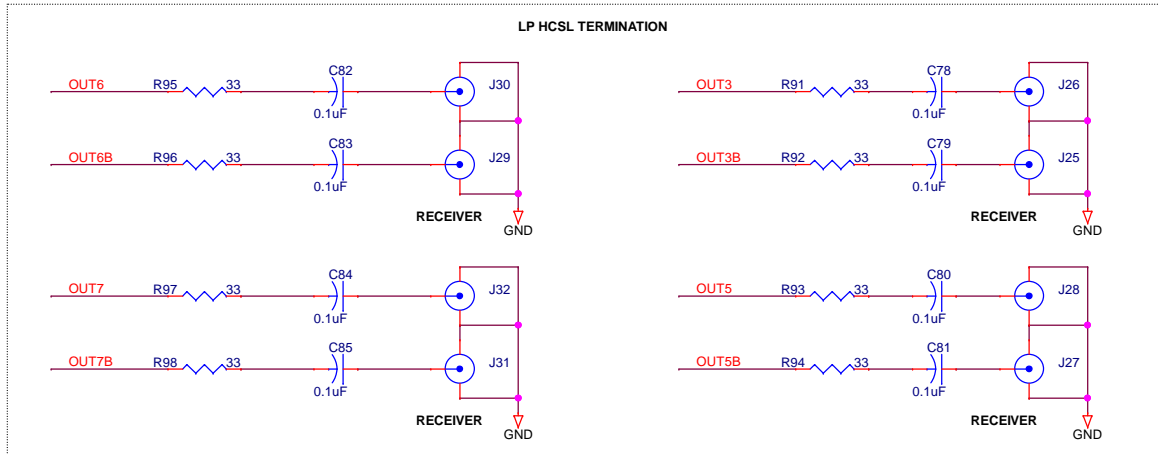 LP HCSL TERMINATION
OUT6 R95 33 C82 0.1uF J30
OUT6B R96 33 C83 0.1uF J29
RECEIVER
GND
OUT3 R91 33 C78 0.1uF J26
OUT3B R92 33 C79 0.1uF J25
RECEIVER
GND
OUT7 R97 33 C84 0.1uF J32
OUT7B R98 33 C85 0.1uF J31
RECEIVER
GND
OUT5 R93 33 C80 0.1uF J28
OUT5B R94 33 C81 0.1uF J27
RECEIVER
GND